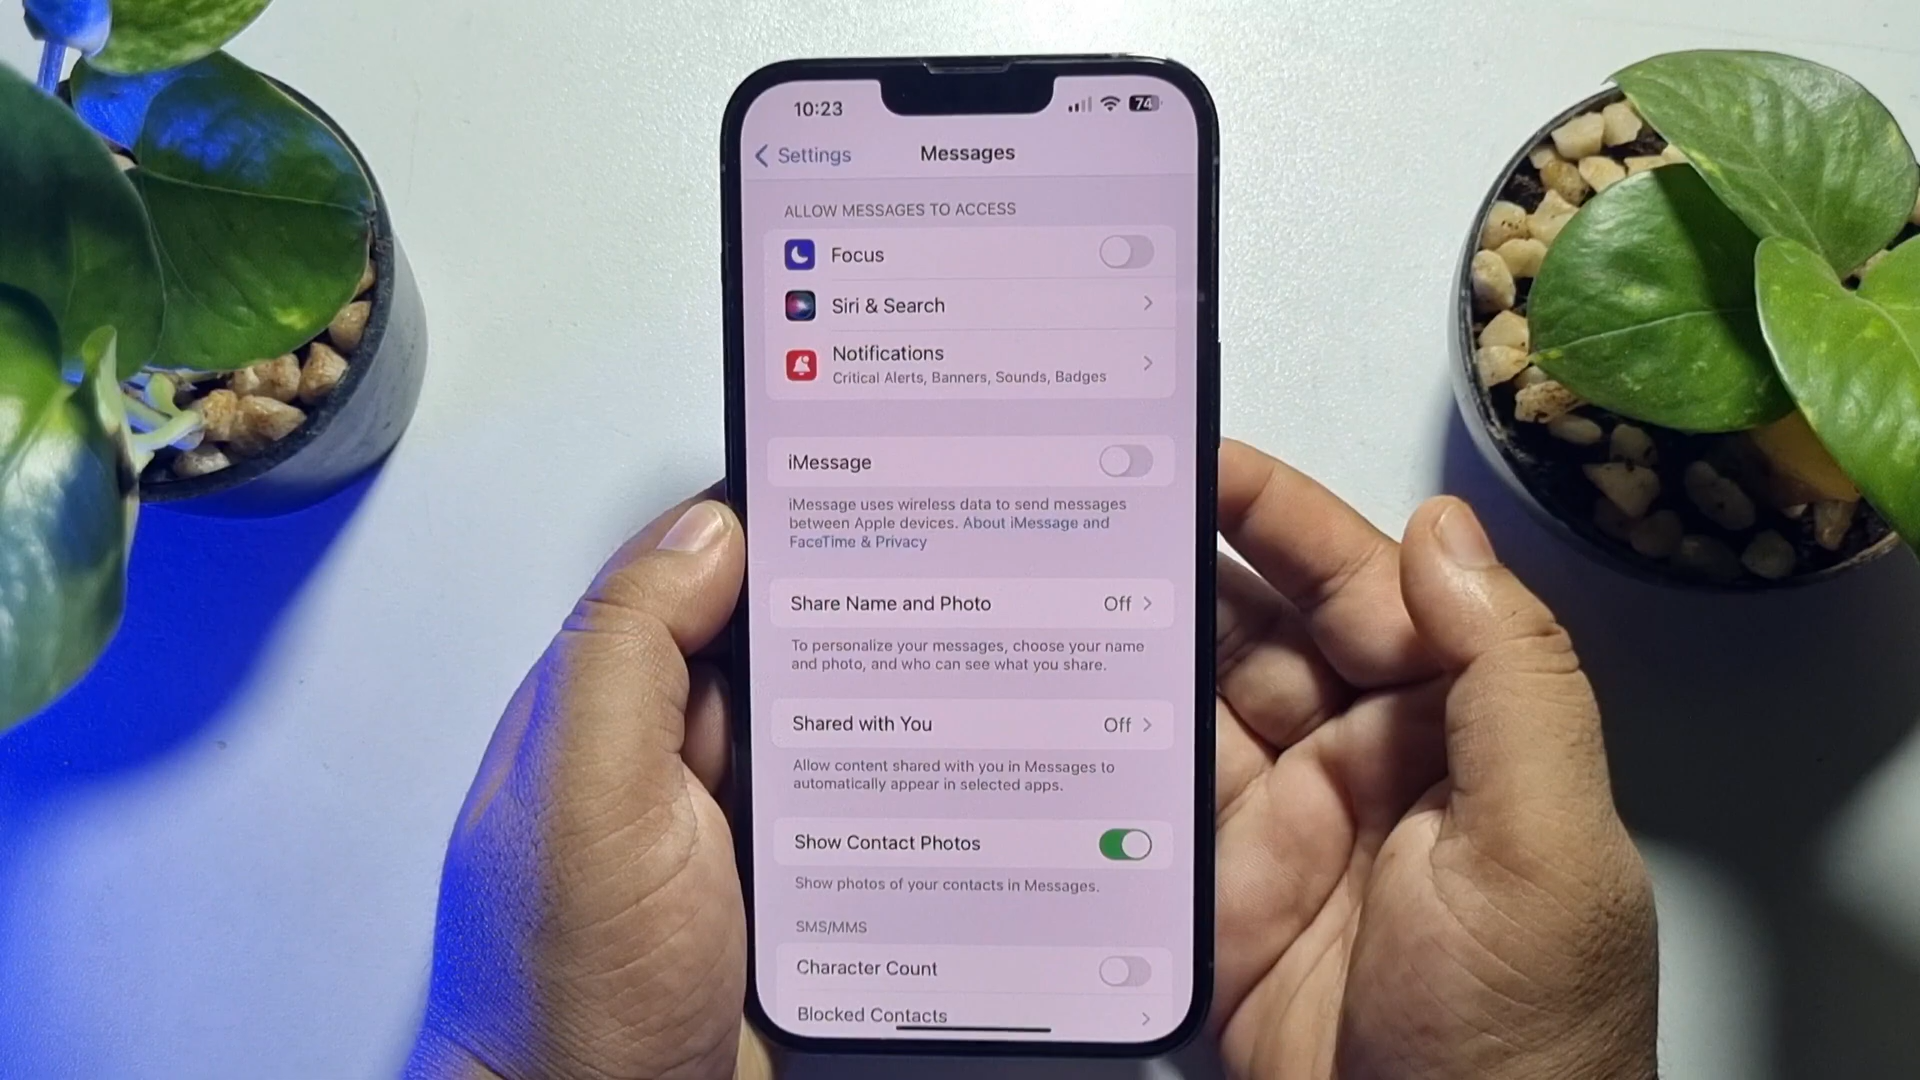 10:23
74
Settings
Messages
ALLOW MESSAGES TO ACCESS
Focus
Siri & Search
Notifications
Critical Alerts, Banners, Sounds, Badges
iMessage
iMessage uses wireless data to send messages
between Apple devices. About iMessage and
FaceTime & Privacy
Share Name and Photo Off
To personalize your messages, choose your name
and photo, and who can see what you share.
Shared with You Off
Allow content shared with you in Messages to
automatically appear in selected apps.
Show Contact Photos
Show photos of your contacts in Messages.
SMS/MMS
Character Count
Blocked Contacts